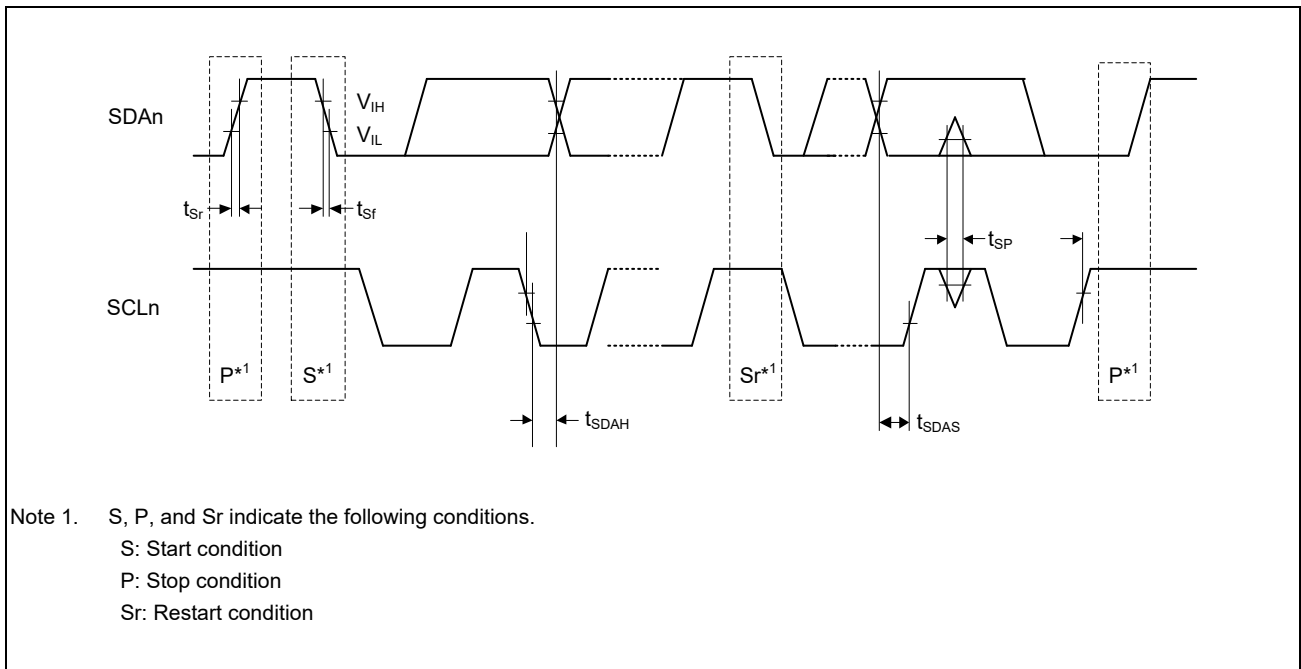 SDAn
VIH
VIL
tSr
tSf
tSP
SCLn
P*1
S*1
Sr*1
P*1
tSDAH
tSDAS
Note 1. S, P, and Sr indicate the following conditions.
S: Start condition
P: Stop condition
Sr: Restart condition